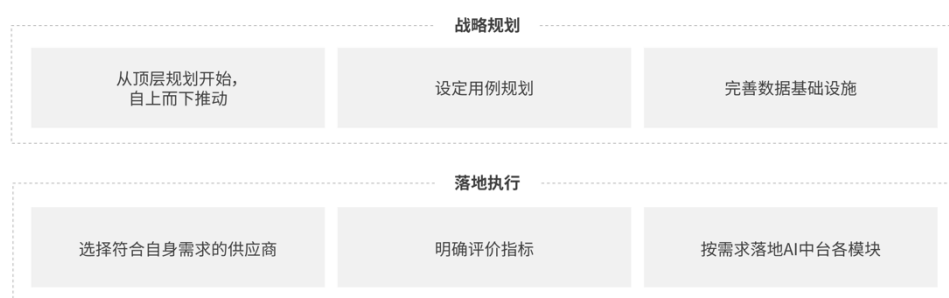 战略规划
从顶层规划开始,
自上而下推动
设定用例规划
完善数据基础设施
落地执行
选择符合自身需求的供应商
明确评价指标
按需求落地AI中台各模块